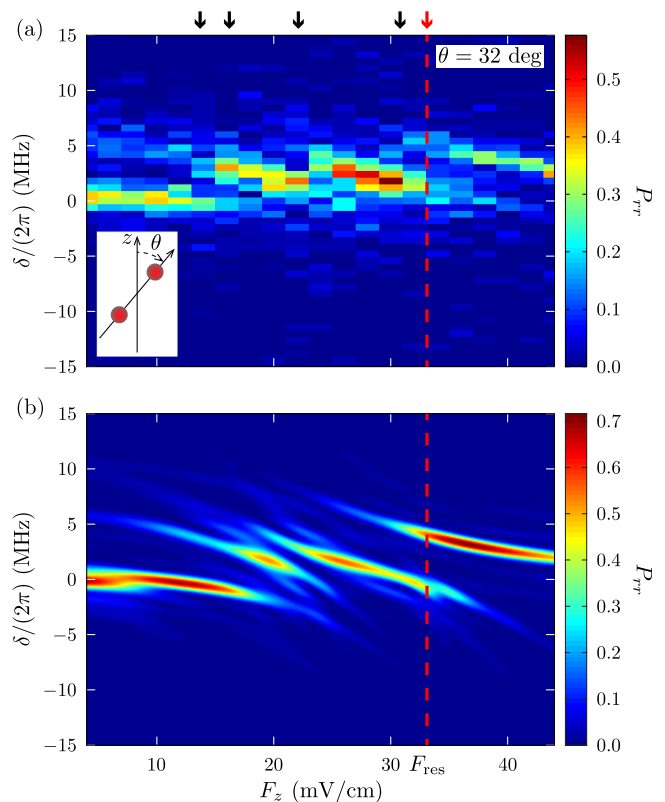 (a)
θ = 32 deg
15
10
5
0
−5
−10
−15
δ/(2π) (MHz)
z
θ
0.5
0.4
0.3
0.2
0.1
0.0
P_rr
(b)
15
10
5
0
−5
−10
−15
δ/(2π) (MHz)
0.7
0.6
0.5
0.4
0.3
0.2
0.1
0.0
P_rr
10
20
30
F_res
40
F_z (mV/cm)